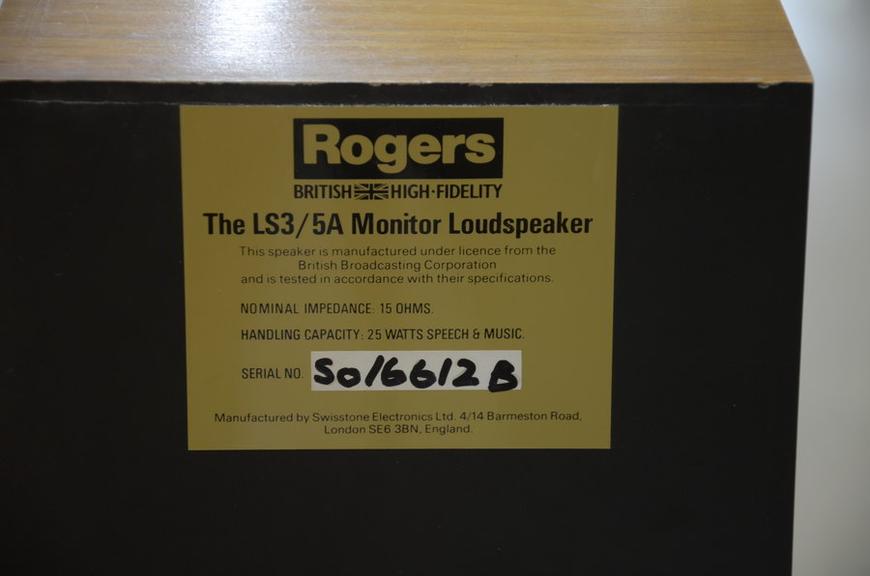 Rogers
BRITISH HIGH·FIDELITY
The LS3/5A Monitor Loudspeaker
This speaker is manufactured under licence from the
British Broadcasting Corporation
and is tested in accordance with their specifications.
NOMINAL IMPEDANCE: 15 OHMS.
HANDLING CAPACITY: 25 WATTS SPEECH & MUSIC.
SERIAL NO. SO16612B
Manufactured by Swisstone Electronics Ltd. 4/14 Barmeston Road,
London SE6 3BN, England.